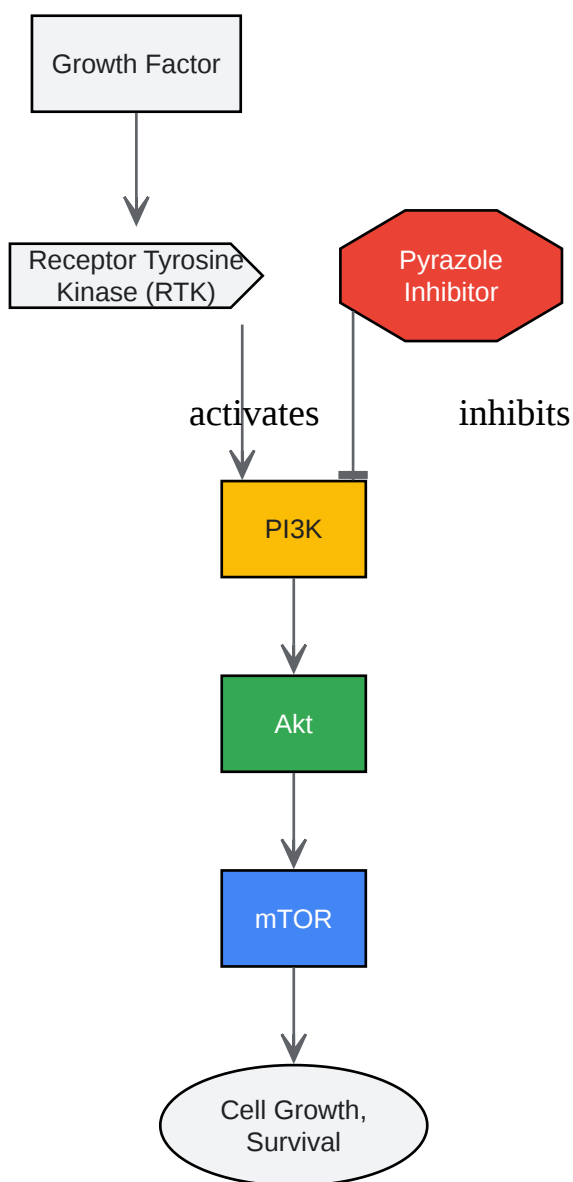 Growth Factor
Receptor Tyrosine
Kinase (RTK)
Pyrazole
Inhibitor
activates
inhibits
PI3K
Akt
mTOR
Cell Growth,
Survival